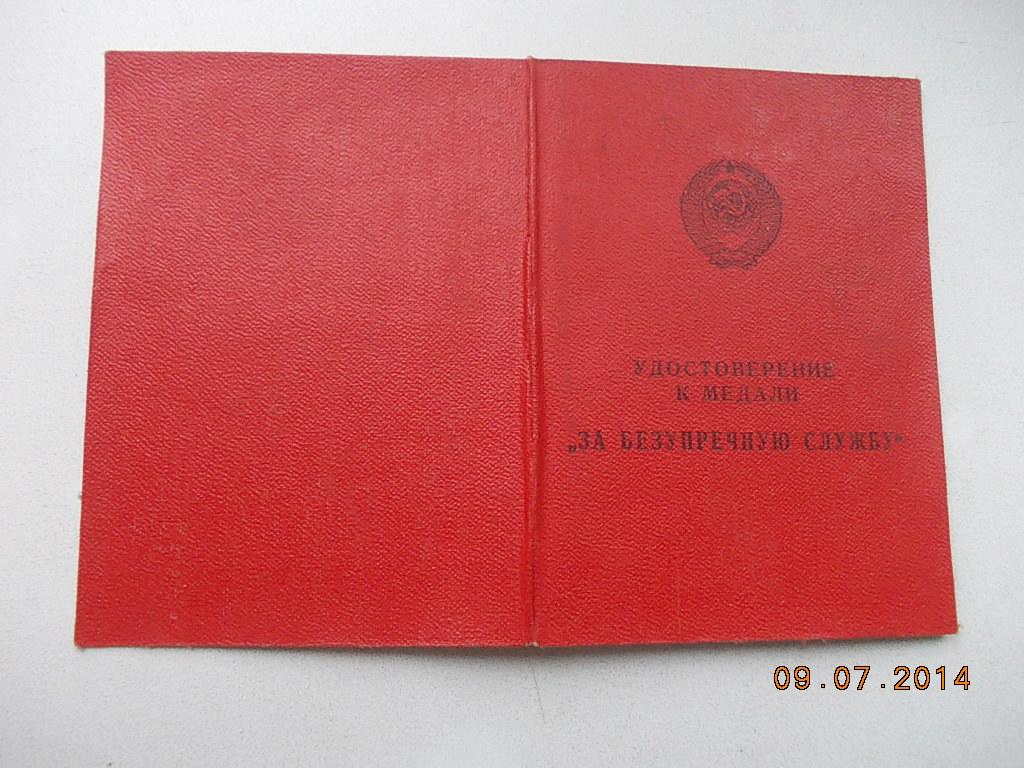 УДОСТОВЕРЕНИЕ
К МЕДАЛИ
„ЗА БЕЗУПРЕЧНУЮ СЛУЖБУ“
09.07.2014